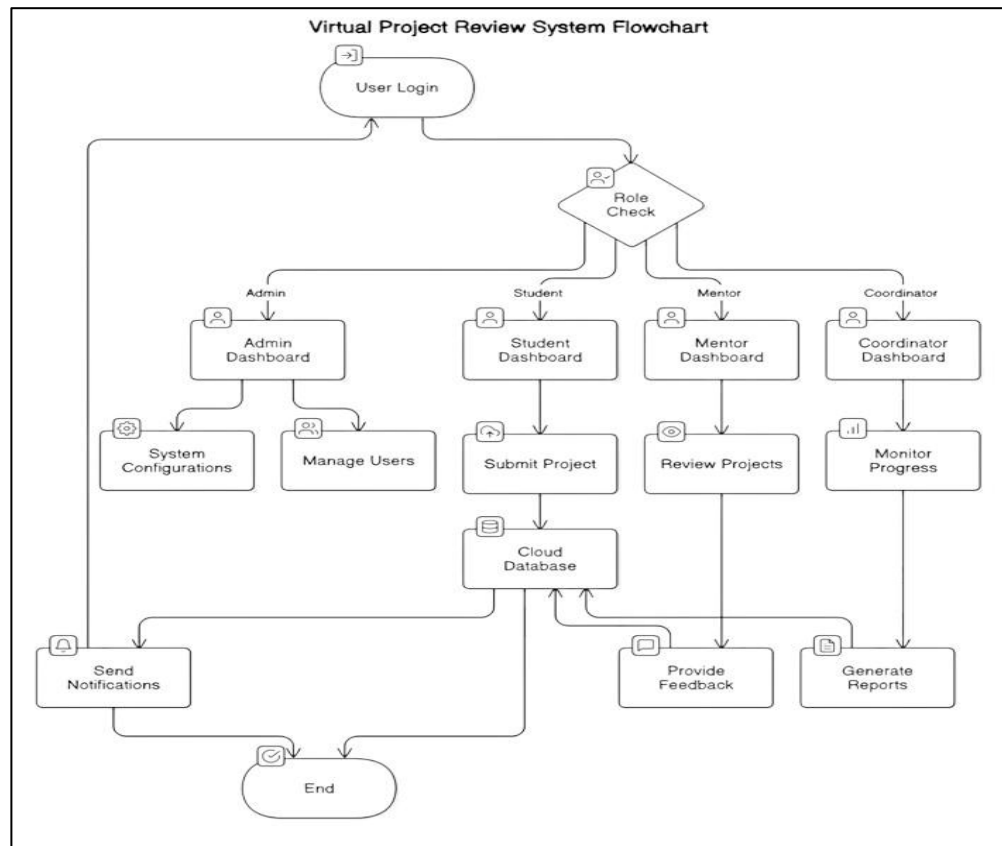 Virtual Project Review System Flowchart
User Login
Role
Check
Admin
Student
Mentor
Coordinator
Admin
Dashboard
Student
Dashboard
Mentor
Dashboard
Coordinator
Dashboard
System
Configurations
Manage Users
Submit Project
Review Projects
Monitor
Progress
Cloud
Database
Send
Notifications
Provide
Feedback
Generate
Reports
End